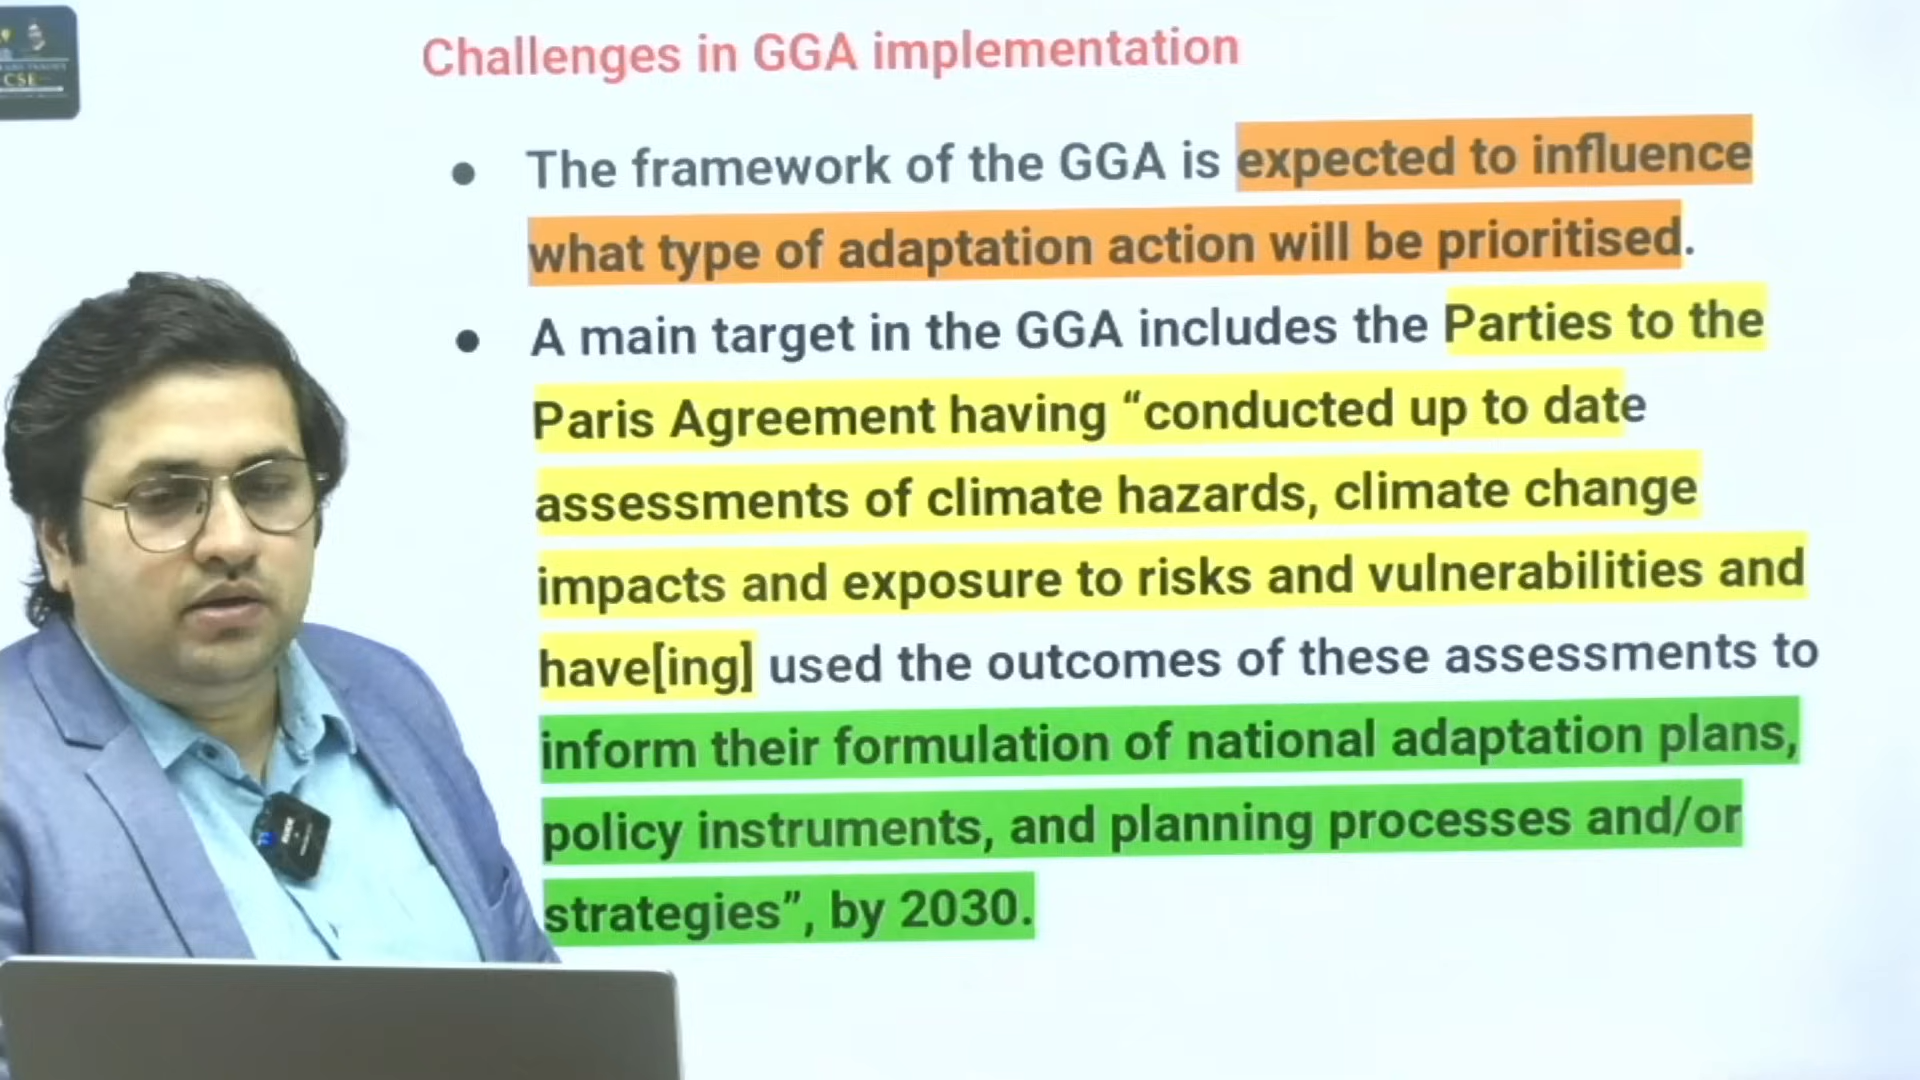 CSE
Challenges in GGA implementation
• The framework of the GGA is expected to influence
what type of adaptation action will be prioritised.
• A main target in the GGA includes the Parties to the
Paris Agreement having “conducted up to date
assessments of climate hazards, climate change
impacts and exposure to risks and vulnerabilities and
have[ing] used the outcomes of these assessments to
inform their formulation of national adaptation plans,
policy instruments, and planning processes and/or
strategies”, by 2030.